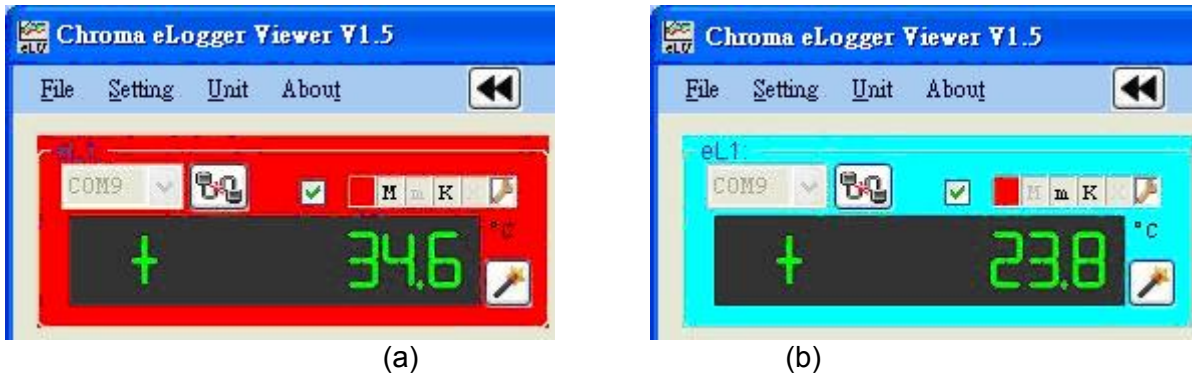 Chroma eLogger Viewer V1.5
File Setting Unit About
eL1:
COM9 M m K
°C
+ 34.6
(a)
Chroma eLogger Viewer V1.5
File Setting Unit About
eL1:
COM9 M m K
°C
+ 23.8
(b)